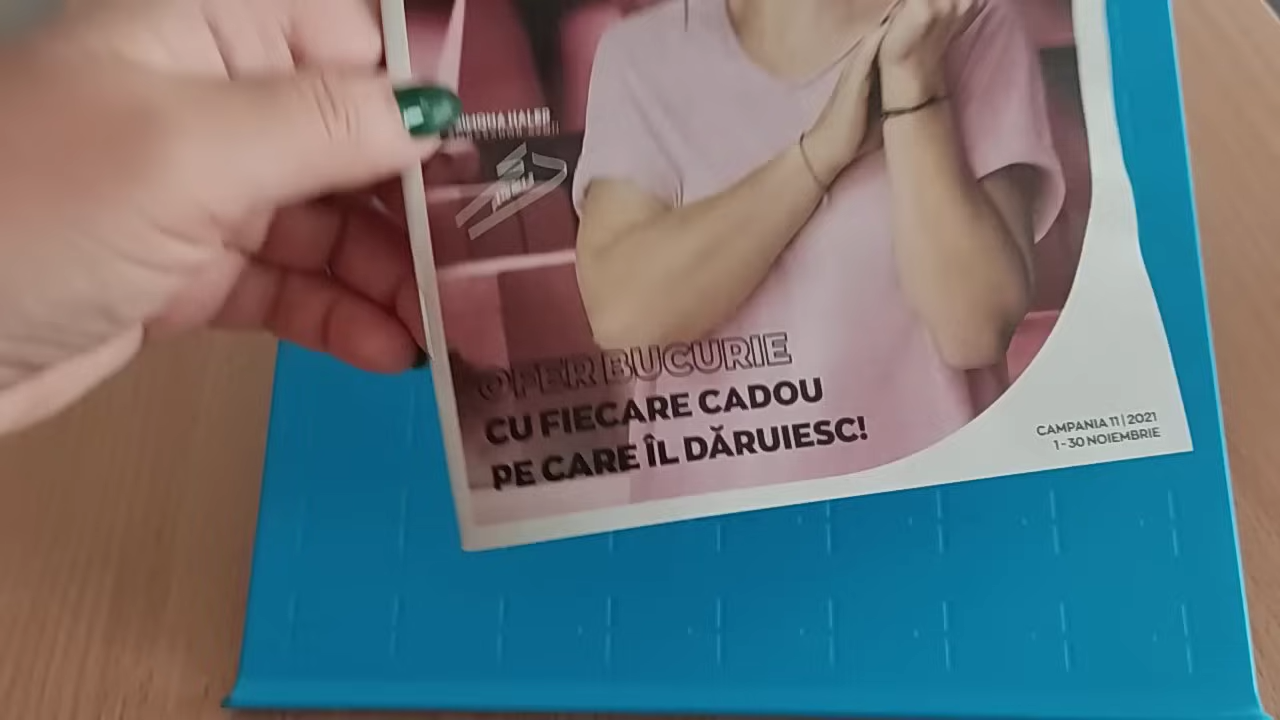 OFER BUCURIE
CU FIECARE CADOU
PE CARE ÎL DĂRUIESC!
CAMPANIA 11 | 2021
1-30 NOIEMBRIE